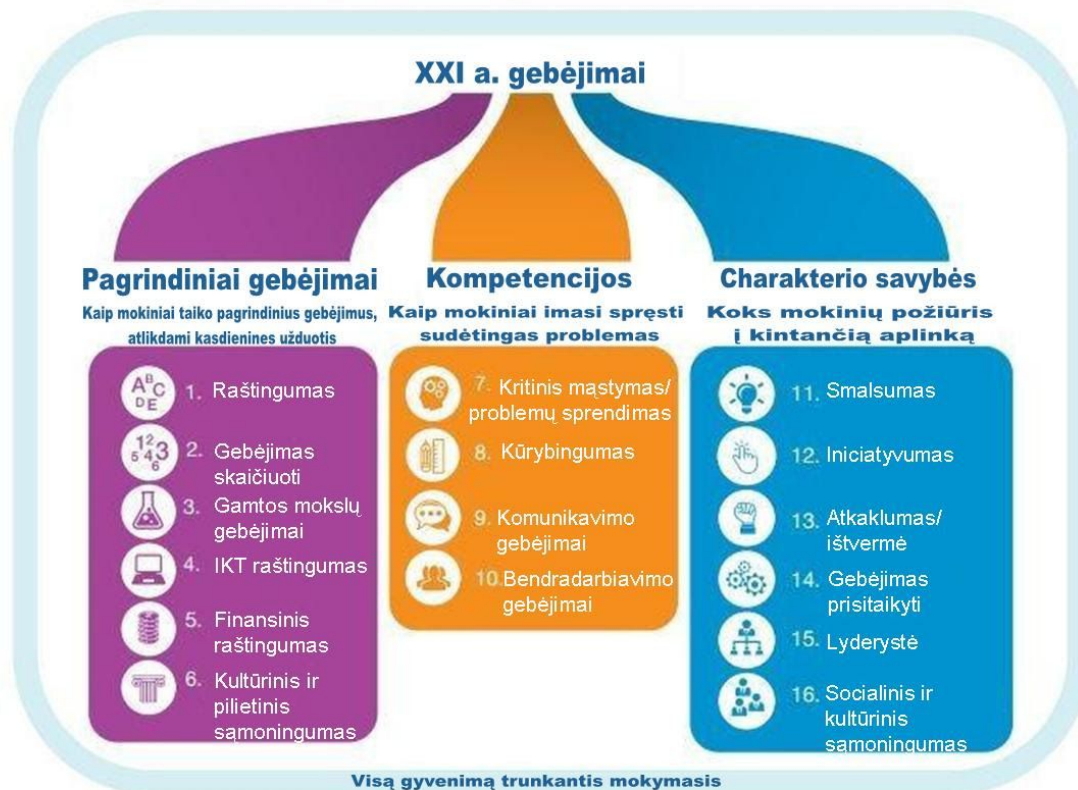 XXI a. gebėjimai
Pagrindiniai gebėjimai
Kaip mokiniai taiko pagrindinius gebėjimus,
atlikdami kasdienines užduotis
ABCDE
1. Raštingumas
123456
2. Gebėjimas
skaičiuoti
3. Gamtos mokslų
gebėjimai
4. IKT raštingumas
5. Finansinis
raštingumas
6. Kultūrinis ir
pilietinis
sąmoningumas
Kompetencijos
Kaip mokiniai imasi spręsti
sudėtingas problemas
7. Kritinis mąstymas/
problemų sprendimas
8. Kūrybingumas
9. Komunikavimo
gebėjimai
10. Bendradarbiavimo
gebėjimai
Charakterio savybės
Koks mokinių požiūris
į kintančią aplinką
11. Smalsumas
12. Iniciatyvumas
13. Atkaklumas/
ištvermė
14. Gebėjimas
prisitaikyti
15. Lyderystė
16. Socialinis ir
kultūrinis
sąmoningumas
Visą gyvenimą trunkantis mokymasis